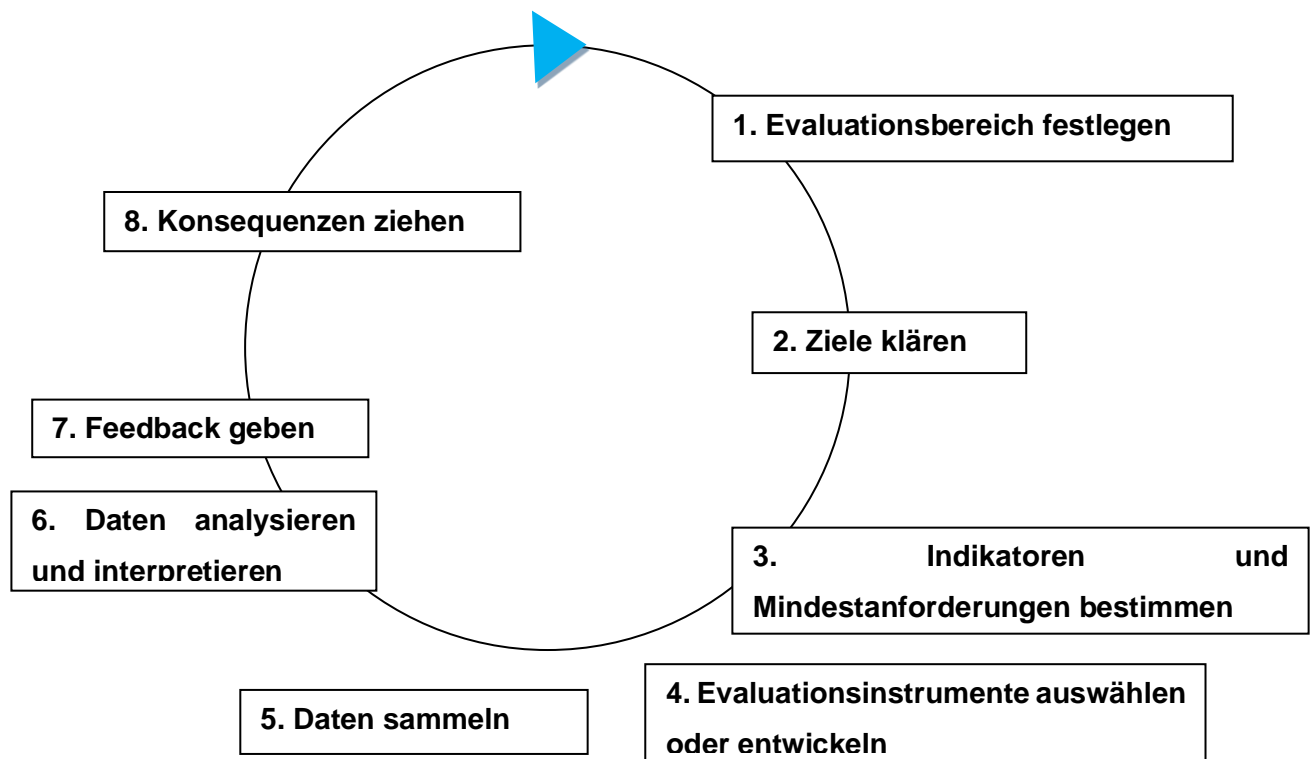 1. Evaluationsbereich festlegen
2. Ziele klären
3. Indikatoren und
Mindestanforderungen bestimmen
4. Evaluationsinstrumente auswählen
oder entwickeln
5. Daten sammeln
6. Daten analysieren
und interpretieren
7. Feedback geben
8. Konsequenzen ziehen